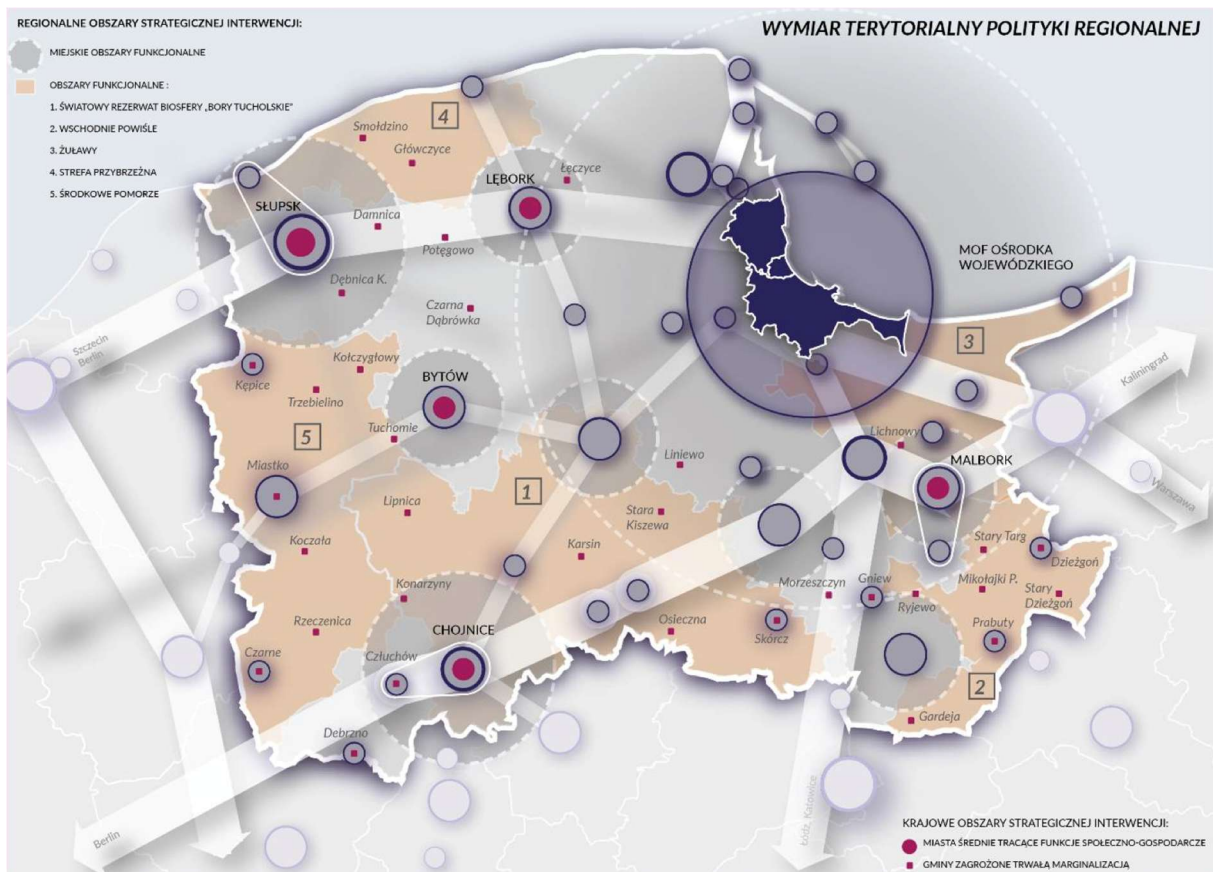 REGIONALNE OBSZARY STRATEGICZNEJ INTERWENCJI:
MIEJSKIE OBSZARY FUNKCJONALNE
OBSZARY FUNKCJONALNE :
1. ŚWIATOWY REZERWAT BIOSFERY „BORY TUCHOLSKIE"
2. WSCHODNIE POWIŚLE
3. ŻUŁAWY
4. STREFA PRZYBRZEŻNA
5. ŚRODKOWE POMORZE
WYMIAR TERYTORIALNY POLITYKI REGIONALNEJ
4
Smołdzino
Główczyce
Łęczyce
LĘBORK
SŁUPSK
Damnica
Potęgowo
MOF OŚRODKA
WOJEWÓDZKIEGO
Dębnica K.
Czarna
Dąbrówka
Szczecin
Berlin
3
Kaliningrad
Kołczygłowy
Kępice
Trzebielino
BYTÓW
Tuchomie
5
Lichnowy
Liniewo
MALBORK
Miastko
1
Warszawa
Lipnica
Stara
Kiszewa
Koczała
Karsin
Stary Targ
Dzieżgoń
Konarzyny
Morzeszczyn
Gniew
Mikołajki P.
Ryjewo
Stary
Dzieżgoń
Rzeczenica
CHOJNICE
Osieczna
Skórcz
Prabuty
Czarne
Człuchów
2
Gardeja
Debrzno
Berlin
Łódź Katowice
KRAJOWE OBSZARY STRATEGICZNEJ INTERWENCJI:
MIASTA ŚREDNIE TRACĄCE FUNKCJE SPOŁECZNO-GOSPODARCZE
GMINY ZAGROŻONE TRWAŁĄ MARGINALIZACJĄ